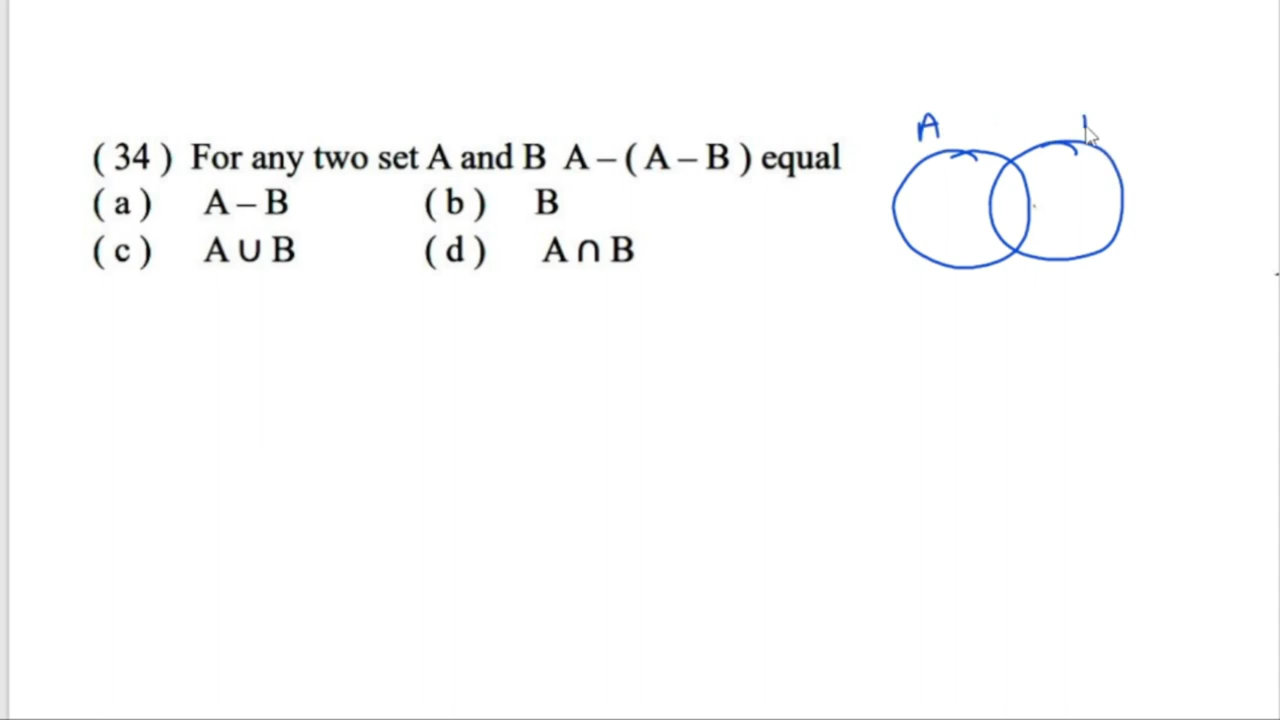 ( 34 ) For any two set A and B A – ( A – B ) equal
( a ) A – B ( b ) B
( c ) A ∪ B ( d ) A ∩ B
A